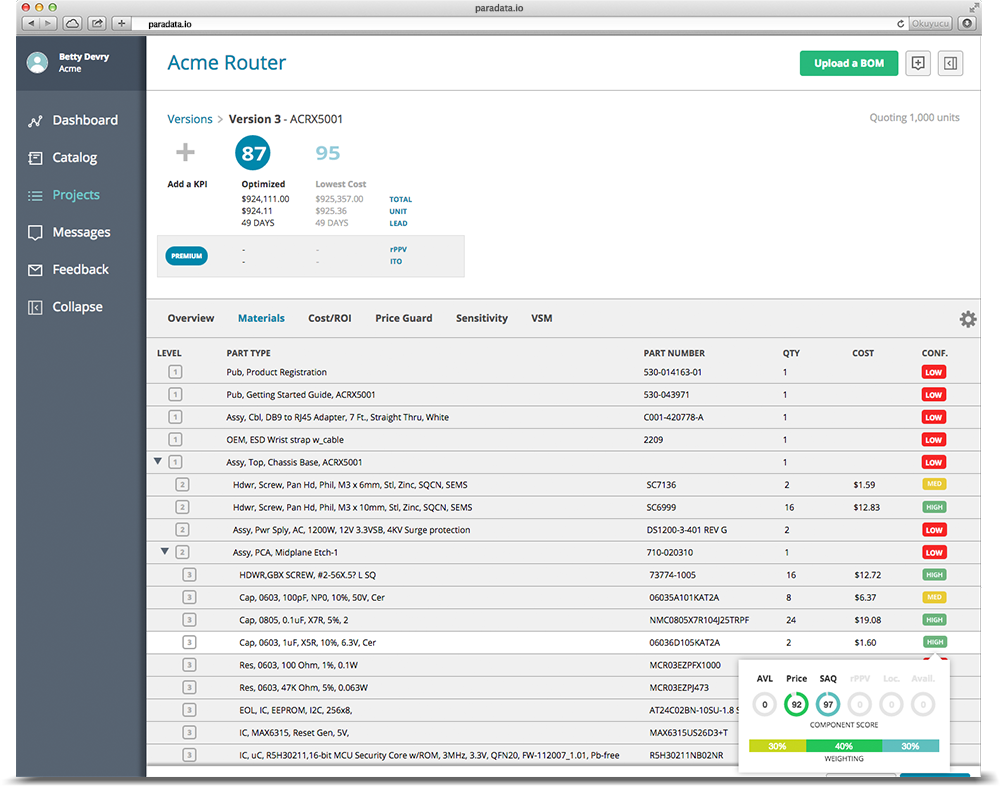 paradata.io
paradata.io
Okuyucu
Betty Devry
Acme
Dashboard
Catalog
Projects
Messages
Feedback
Collapse
Acme Router
Upload a BOM
Versions > Version 3 - ACRX5001
Quoting 1,000 units
87 95
Add a KPI Optimized Lowest Cost
$924,111.00 $925,357.00 TOTAL
$924.11 $925.36 UNIT
49 DAYS 49 DAYS LEAD
PREMIUM
- - rPPV
- - ITO
Overview Materials Cost/ROI Price Guard Sensitivity VSM
LEVEL PART TYPE PART NUMBER QTY COST CONF.
1 Pub, Product Registration 530-014163-01 1 LOW
1 Pub, Getting Started Guide, ACRX5001 530-043971 1 LOW
1 Assy, Cbl, DB9 to RJ45 Adapter, 7 Ft., Straight Thru, White C001-420778-A 1 LOW
1 OEM, ESD Wrist strap w_cable 2209 1 LOW
1 Assy, Top, Chassis Base, ACRX5001 1 LOW
2 Hdwr, Screw, Pan Hd, Phil, M3 x 6mm, Stl, Zinc, SQCN, SEMS SC7136 2 $1.59 MED
2 Hdwr, Screw, Pan Hd, Phil, M3 x 10mm, Stl, Zinc, SQCN, SEMS SC6999 16 $12.83 HIGH
2 Assy, Pwr Sply, AC, 1200W, 12V 3.3VSB, 4KV Surge protection DS1200-3-401 REV G 2 LOW
2 Assy, PCA, Midplane Etch-1 710-020310 1 LOW
3 HDWR,GBX SCREW, #2-56X.5? L SQ 73774-1005 16 $12.72 HIGH
3 Cap, 0603, 100pF, NP0, 10%, 50V, Cer 06035A101KAT2A 8 $6.37 MED
3 Cap, 0805, 0.1uF, X7R, 5%, 2 NMC0805X7R104J25TRPF 24 $19.08 HIGH
3 Cap, 0603, 1uF, X5R, 10%, 6.3V, Cer 06036D105KAT2A 2 $1.60 HIGH
3 Res, 0603, 100 Ohm, 1%, 0.1W MCR03EZPFX1000
3 Res, 0603, 47K Ohm, 5%, 0.063W MCR03EZPJ473
3 EOL, IC, EEPROM, I2C, 256x8, AT24C02BN-10SU-1.8
3 IC, MAX6315, Reset Gen, 5V, MAX6315US26D3+T
3 IC, uC, R5H30211,16-bit MCU Security Core w/ROM, 3MHz, 3.3V, QFN20, FW-112007_1.01, Pb-free R5H30211NB02NR
AVL Price SAQ rPPV Loc. Avail.
0 92 97 0 0 0
COMPONENT SCORE
30% 40% 30%
WEIGHTING